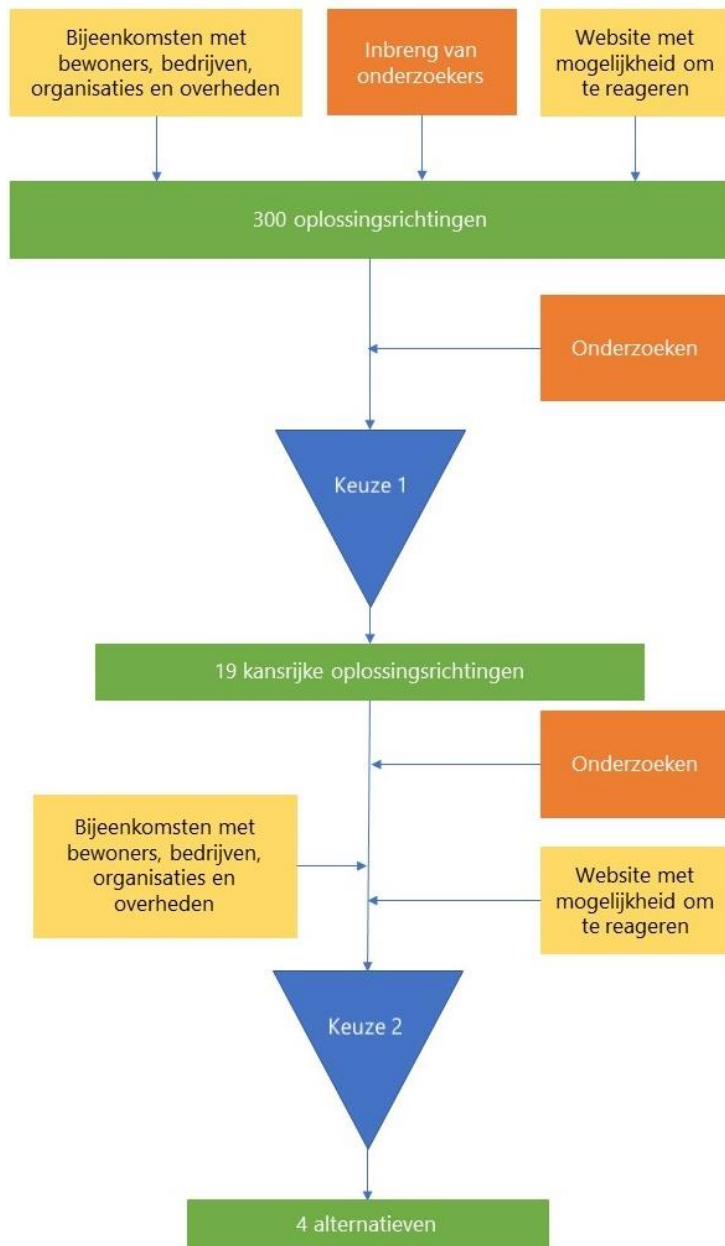 Bijeenkomsten met
bewoners, bedrijven,
organisaties en overheden
Inbreng van
onderzoekers
Website met
mogelijkheid om
te reageren
300 oplossingsrichtingen
Onderzoeken
Keuze 1
19 kansrijke oplossingsrichtingen
Onderzoeken
Bijeenkomsten met
bewoners, bedrijven,
organisaties en
overheden
Website met
mogelijkheid om
te reageren
Keuze 2
4 alternatieven